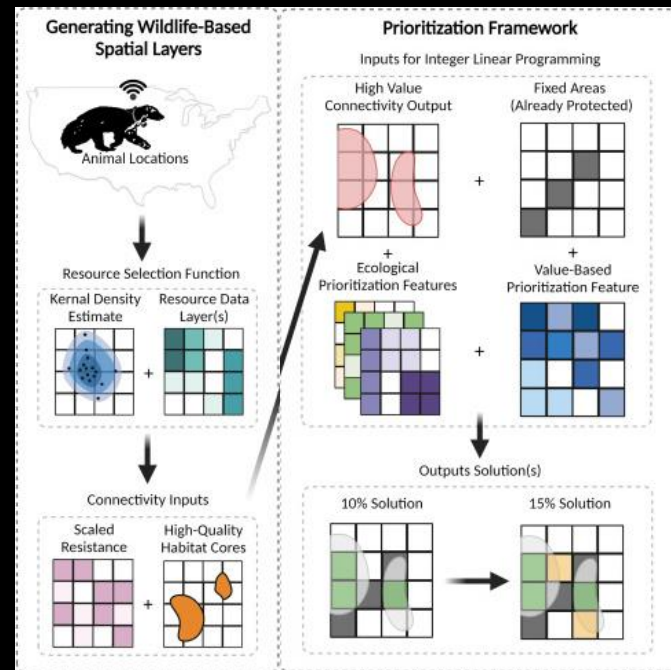 Generating Wildlife-Based
Spatial Layers
Animal Locations
Resource Selection Function
Kernal Density
Estimate
+
Resource Data
Layer(s)
Connectivity Inputs
Scaled
Resistance
+
High-Quality
Habitat Cores
Prioritization Framework
Inputs for Integer Linear Programming
High Value
Connectivity Output
+
Fixed Areas
(Already Protected)
+
+
Ecological
Prioritization Features
+
Value-Based
Prioritization Feature
Outputs Solution(s)
10% Solution
15% Solution